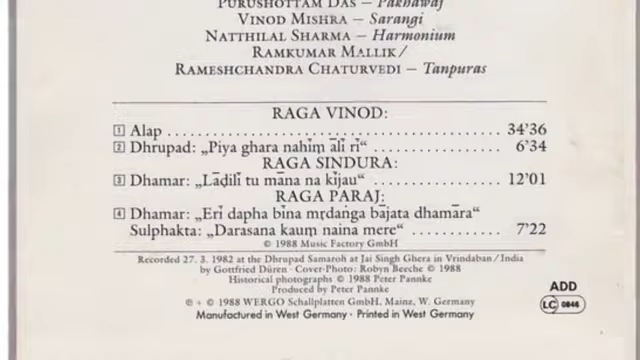 PURUSHOTTAM DAS – Pakhawaj
VINOD MISHRA – Sarangi
NATTHILAL SHARMA – Harmonium
RAMKUMAR MALLIK/
RAMESHCHANDRA CHATURVEDI – Tanpuras
RAGA VINOD:
1 Alap 34'36
2 Dhrupad: „Piya ghara nahiṃ āli ri“ 6'34
RAGA SINDURA:
3 Dhamar: „Lāḍili tu māna na kijau“ 12'01
RAGA PARAJ:
4 Dhamar: „Eri dapha bina mṛdaṅga bājata dhamāra“
Sulphakta: „Darasana kauṃ naina mere“ 7'22
© 1988 Music Factory GmbH
Recorded 27. 3. 1982 at the Dhrupad Samaroh at Jai Singh Ghera in Vrindaban/India
by Gottfried Düren · Cover-Photo: Robyn Beeche © 1988
Historical photographs © 1988 Peter Pannke
Produced by Peter Pannke
℗ + © 1988 WERGO Schallplatten GmbH, Mainz, W. Germany
Manufactured in West Germany · Printed in West Germany
ADD
LC 0846